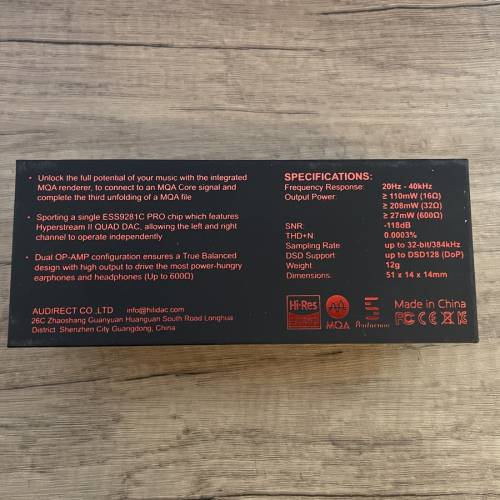 • Unlock the full potential of your music with the integrated
MQA renderer, to connect to an MQA Core signal and
complete the third unfolding of a MQA file
• Sporting a single ESS9281C PRO chip which features
Hyperstream II QUAD DAC, allowing the left and right
channel to operate independently
• Dual OP-AMP configuration ensures a True Balanced
design with high output to drive the most power-hungry
earphones and headphones (Up to 600Ω)
AUDIRECT CO.,LTD info@hilidac.com
26C Zhaoshang Guanyuan Huanguan South Road Longhua
District. Shenzhen City Guangdong, China
SPECIFICATIONS:
Frequency Response: 20Hz - 40kHz
Output Power: ≥ 110mW (16Ω)
≥ 208mW (32Ω)
≥ 27mW (600Ω)
SNR: -118dB
THD+N: 0.0003%
Sampling Rate: up to 32-bit/384kHz
DSD Support up to DSD128 (DoP)
Weight 12g
Dimensions: 51 x 14 x 14mm
Hi-Res
AUDIO
MQA
Made in China
FC CE